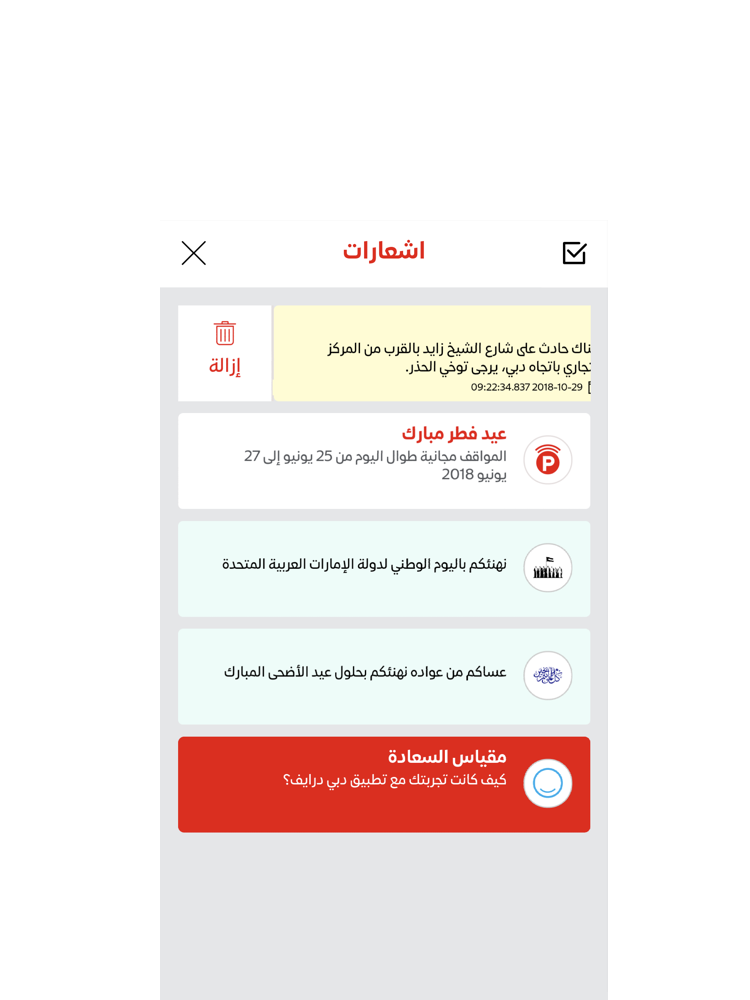 اشعارات
ناك حادث على شارع الشيخ زايد بالقرب من المركز
تجاري باتجاه دبي، يرجى توخي الحذر.
2018-10-29 09:22:34.837
إزالة
عيد فطر مبارك
المواقف مجانية طوال اليوم من 25 يونيو إلى 27
يونيو 2018
P
نهنئكم باليوم الوطني لدولة الإمارات العربية المتحدة
عساكم من عواده نهنئكم بحلول عيد الأضحى المبارك
مقياس السعادة
كيف كانت تجربتك مع تطبيق دبي درايف؟